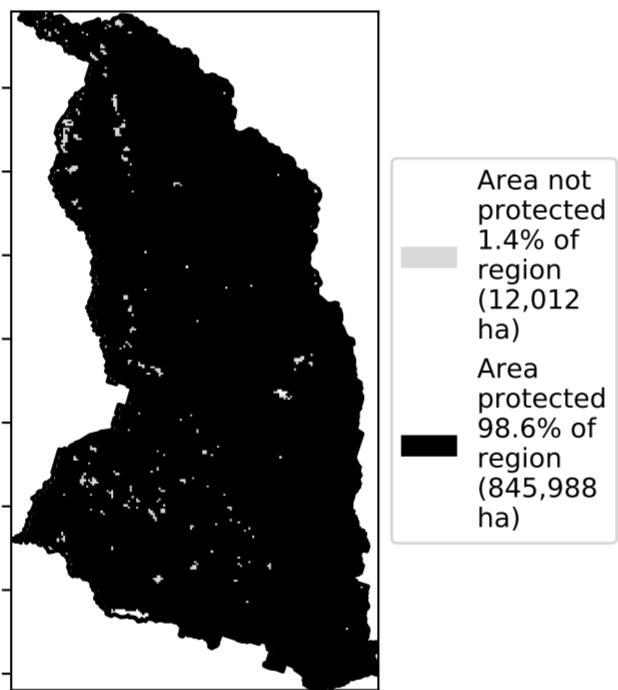 Area not
protected
1.4% of
region
(12,012
ha)
Area
protected
98.6% of
region
(845,988
ha)